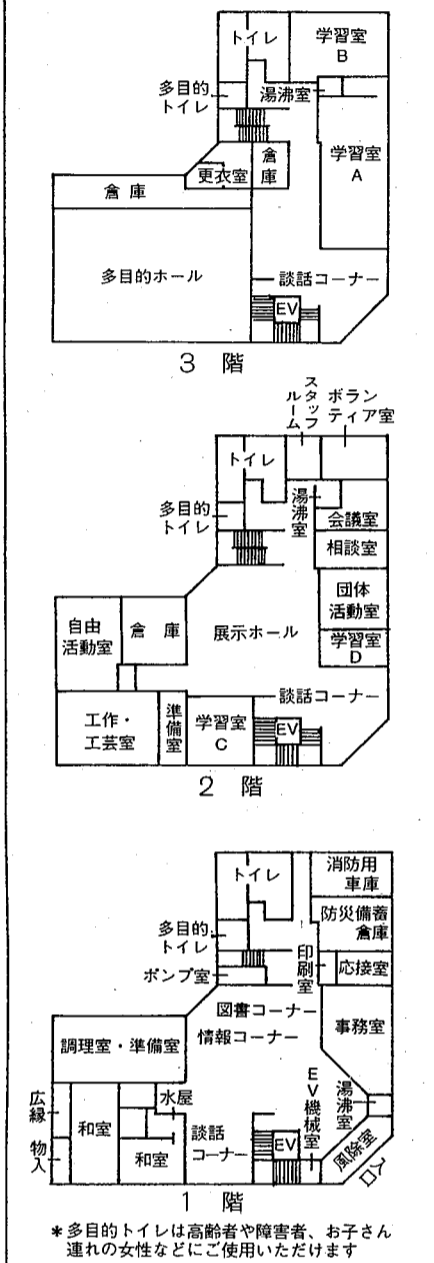 トイレ
学習室
B
多目的
トイレ
湯沸室
倉
庫
学習室
A
更衣室
倉庫
多目的ホール
談話コーナー
EV
3 階
スタッフ
ルーム
ボラン
ティア室
トイレ
湯沸室
多目的
トイレ
会議室
相談室
団体
活動室
自由
活動室
倉庫
展示ホール
学習室
D
談話コーナー
工作・
工芸室
準備室
学習室
C
EV
2 階
消防用
車庫
トイレ
防災備蓄
倉庫
多目的
トイレ
印刷室
応接室
ポンプ室
図書コーナー
情報コーナー
事務室
調理室・準備室
広縁
水屋
EV機械室
湯沸室
和室
談話
コーナー
物入
和室
EV
風除室
入口
1 階
*多目的トイレは高齢者や障害者、お子さん
連れの女性などにご使用いただけます